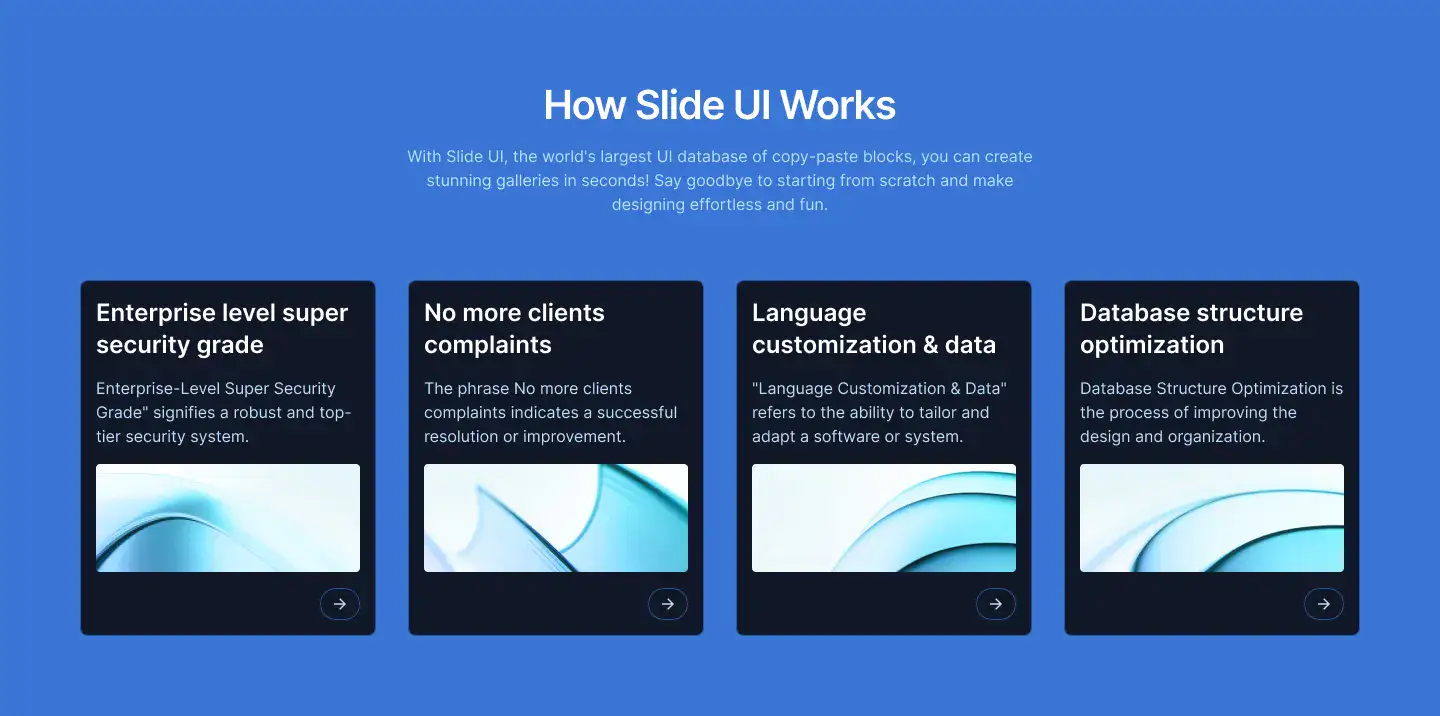 How Slide UI Works
With Slide UI, the world's largest UI database of copy-paste blocks, you can create
stunning galleries in seconds! Say goodbye to starting from scratch and make
designing effortless and fun.
Enterprise level super
security grade
Enterprise-Level Super Security
Grade" signifies a robust and top-
tier security system.
No more clients
complaints
The phrase No more clients
complaints indicates a successful
resolution or improvement.
Language
customization & data
"Language Customization & Data"
refers to the ability to tailor and
adapt a software or system.
Database structure
optimization
Database Structure Optimization is
the process of improving the
design and organization.